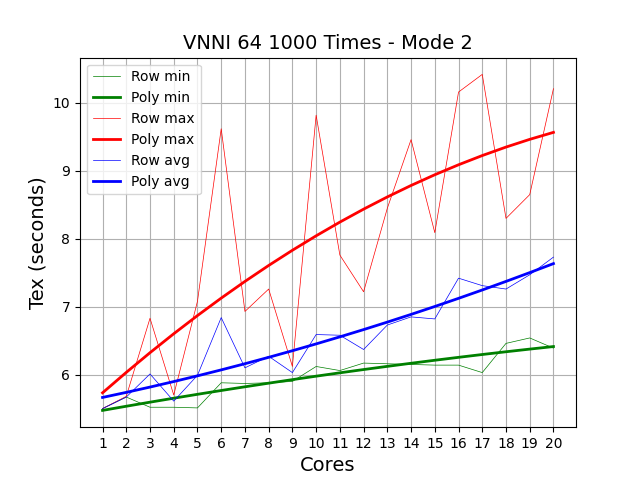 VNNI 64 1000 Times - Mode 2
Row min
Poly min
Row max
Poly max
Row avg
Poly avg
Tex (seconds)
10
9
8
7
6
1 2 3 4 5 6 7 8 9 10 11 12 13 14 15 16 17 18 19 20
Cores